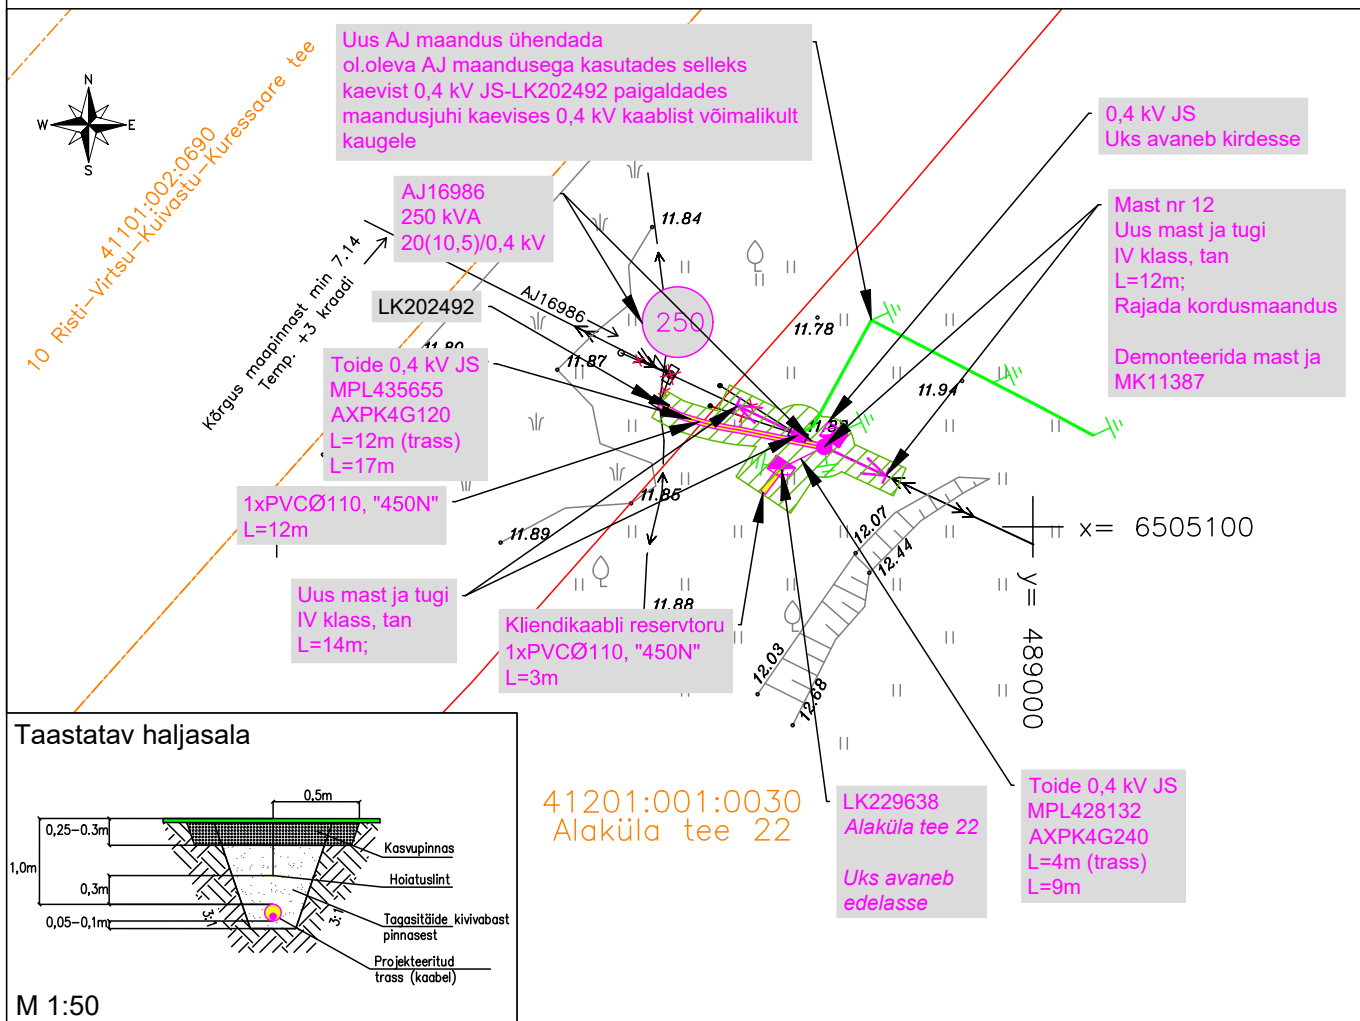 Uus AJ maandus ühendada
ol.oleva AJ maandusega kasutades selleks
kaevist 0,4 kV JS-LK202492 paigaldades
maandusjuhi kaevises 0,4 kV kaablist võimalikult
kaugele
0,4 kV JS
Uks avaneb kirdesse
N
W
E
S
41101:002:0690
10 Risti-Virtsu-Kuivastu-Kuressaare tee
AJ16986
250 kVA
20(10,5)/0,4 kV
Mast nr 12
Uus mast ja tugi
IV klass, tan
L=12m;
Rajada kordusmaandus
Demonteerida mast ja
MK11387
Kõrgus maapinnast min 7.14
Temp. +3 kraadi
LK202492
AJ16986
250
11.84
11.78
11.80
11.87
11.94
Toide 0,4 kV JS
MPL435655
AXPK4G120
L=12m (trass)
L=17m
1xPVCØ110, "450N"
L=12m
11.85
11.89
12.07
12.44
x= 6505100
y= 489000
Uus mast ja tugi
IV klass, tan
L=14m;
11.88
Kliendikaabli reservtoru
1xPVCØ110, "450N"
L=3m
12.03
12.68
Taastatav haljasala
0,5m
0,25-0.3m
1,0m
0,3m
0,05-0,1m
3:1
3:1
Kasvupinnas
Hoiatuslint
Tagasitäide kivivabast
pinnasest
Projekteeritud
trass (kaabel)
M 1:50
41201:001:0030
Alaküla tee 22
LK229638
Alaküla tee 22
Uks avaneb
edelasse
Toide 0,4 kV JS
MPL428132
AXPK4G240
L=4m (trass)
L=9m